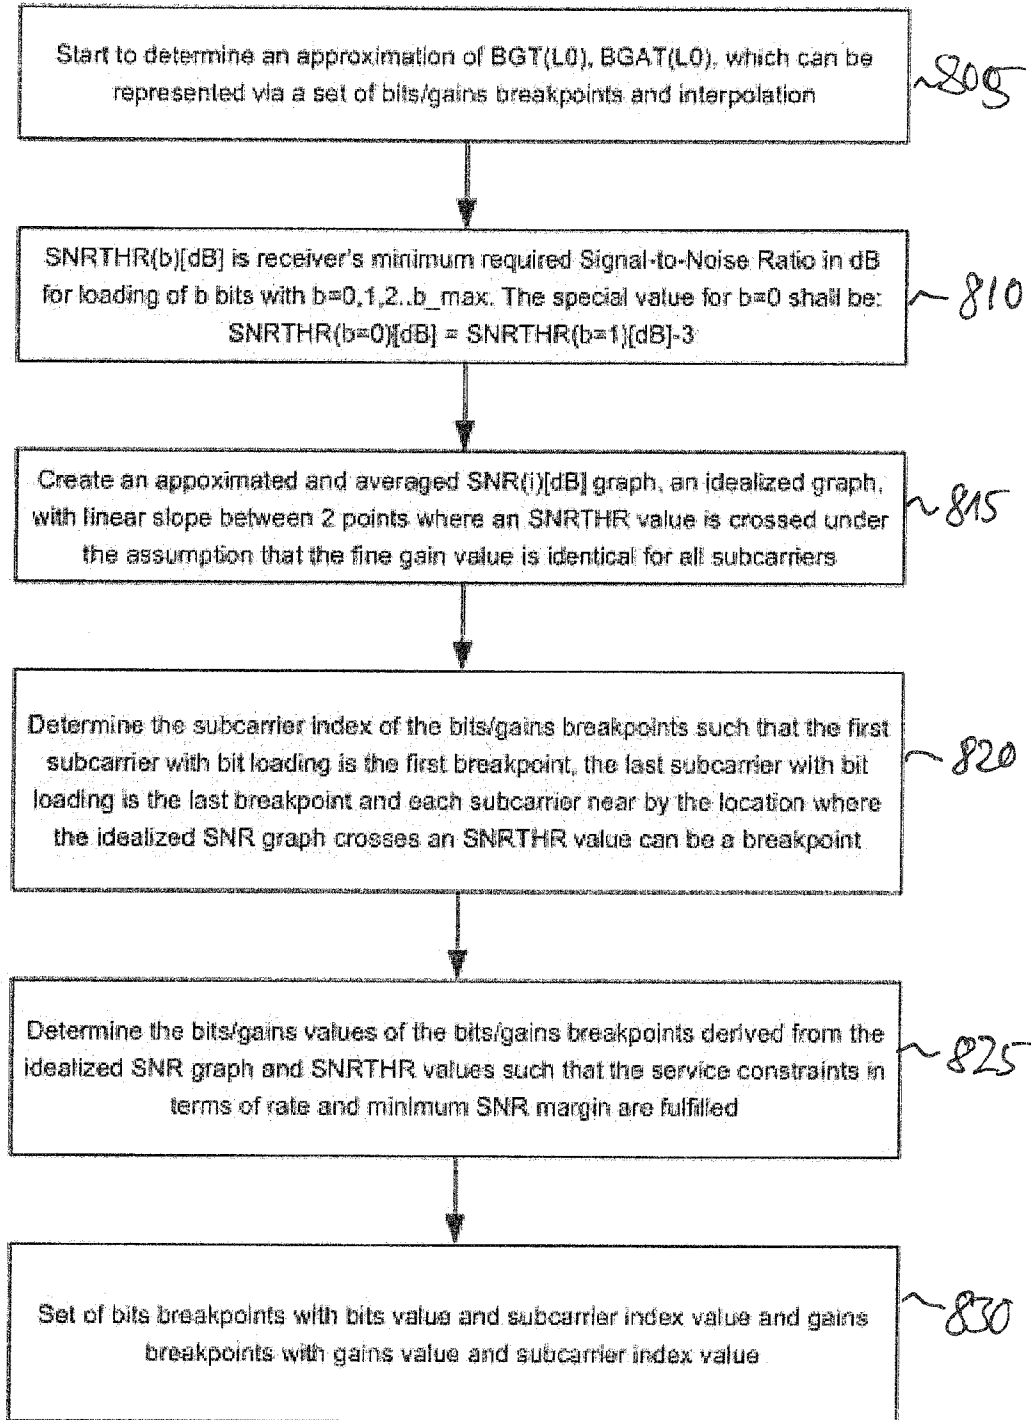 Start to determine an approximation of BGT(L0), BGAT(L0), which can be
represented via a set of bits/gains breakpoints and interpolation
~805
SNRTHR(b)[dB] is receiver's minimum required Signal-to-Noise Ratio in dB
for loading of b bits with b=0,1,2..b_max. The special value for b=0 shall be:
SNRTHR(b=0)[dB] = SNRTHR(b=1)[dB]-3
~810
Create an appoximated and averaged SNR(i)[dB] graph, an idealized graph,
with linear slope between 2 points where an SNRTHR value is crossed under
the assumption that the fine gain value is identical for all subcarriers
~815
Determine the subcarrier index of the bits/gains breakpoints such that the first
subcarrier with bit loading is the first breakpoint, the last subcarrier with bit
loading is the last breakpoint and each subcarrier near by the location where
the idealized SNR graph crosses an SNRTHR value can be a breakpoint
~820
Determine the bits/gains values of the bits/gains breakpoints derived from the
idealized SNR graph and SNRTHR values such that the service constraints in
terms of rate and minimum SNR margin are fulfilled
~825
Set of bits breakpoints with bits value and subcarrier index value and gains
breakpoints with gains value and subcarrier index value
~830